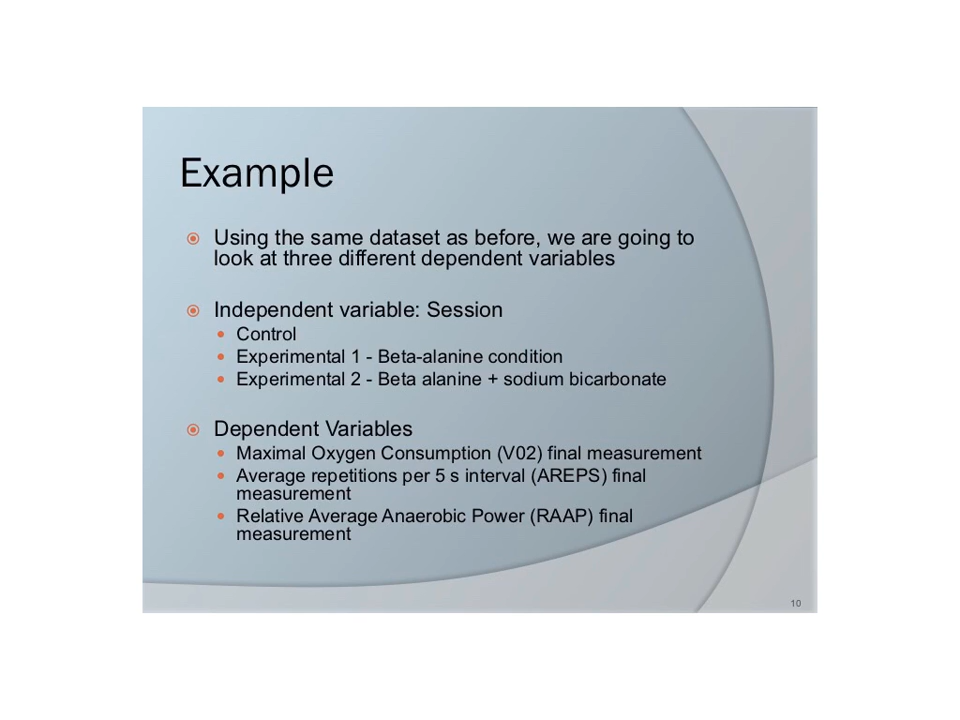 Example
Using the same dataset as before, we are going to
look at three different dependent variables
Independent variable: Session
Control
Experimental 1 - Beta-alanine condition
Experimental 2 - Beta alanine + sodium bicarbonate
Dependent Variables
Maximal Oxygen Consumption (V02) final measurement
Average repetitions per 5 s interval (AREPS) final
measurement
Relative Average Anaerobic Power (RAAP) final
measurement
10